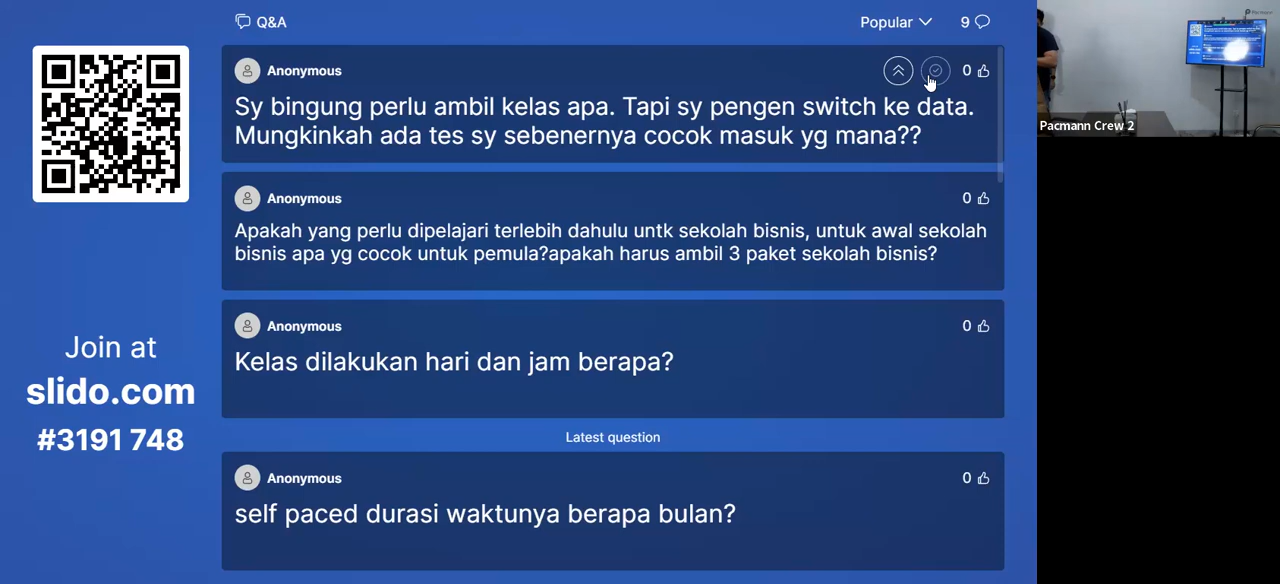 Q&A
Popular
9
Anonymous
0
Sy bingung perlu ambil kelas apa. Tapi sy pengen switch ke data.
Mungkinkah ada tes sy sebenernya cocok masuk yg mana??
Anonymous
0
Apakah yang perlu dipelajari terlebih dahulu untk sekolah bisnis, untuk awal sekolah
bisnis apa yg cocok untuk pemula?apakah harus ambil 3 paket sekolah bisnis?
Anonymous
0
Kelas dilakukan hari dan jam berapa?
Latest question
Anonymous
0
self paced durasi waktunya berapa bulan?
Join at
slido.com
#3191 748
Pacmann
Pacmann Crew 2